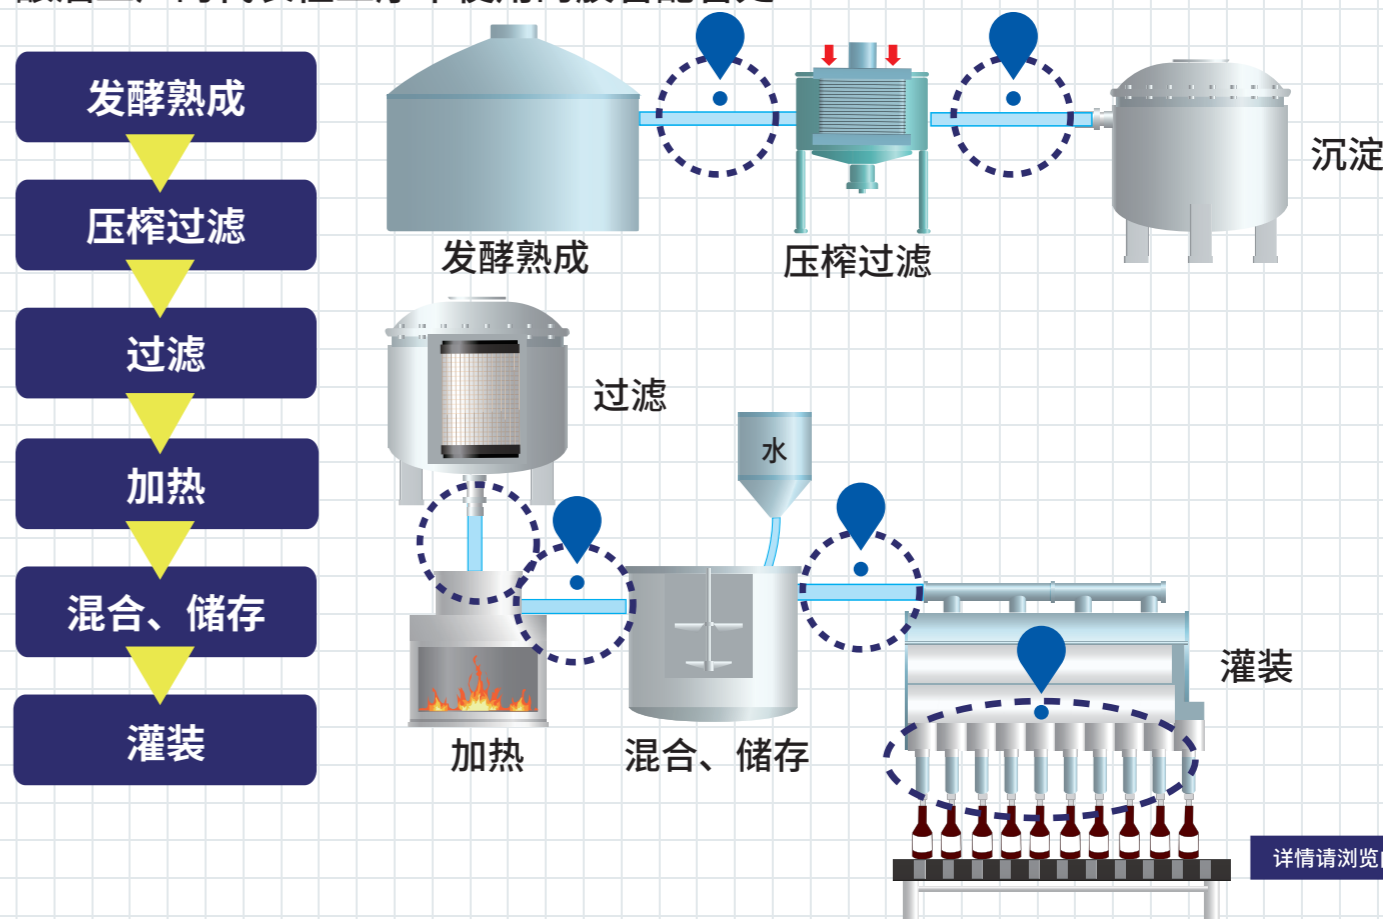 发酵熟成
压榨过滤
过滤
加热
混合、储存
灌装
发酵熟成
压榨过滤
沉淀
过滤
水
加热
混合、储存
灌装
详情请浏览